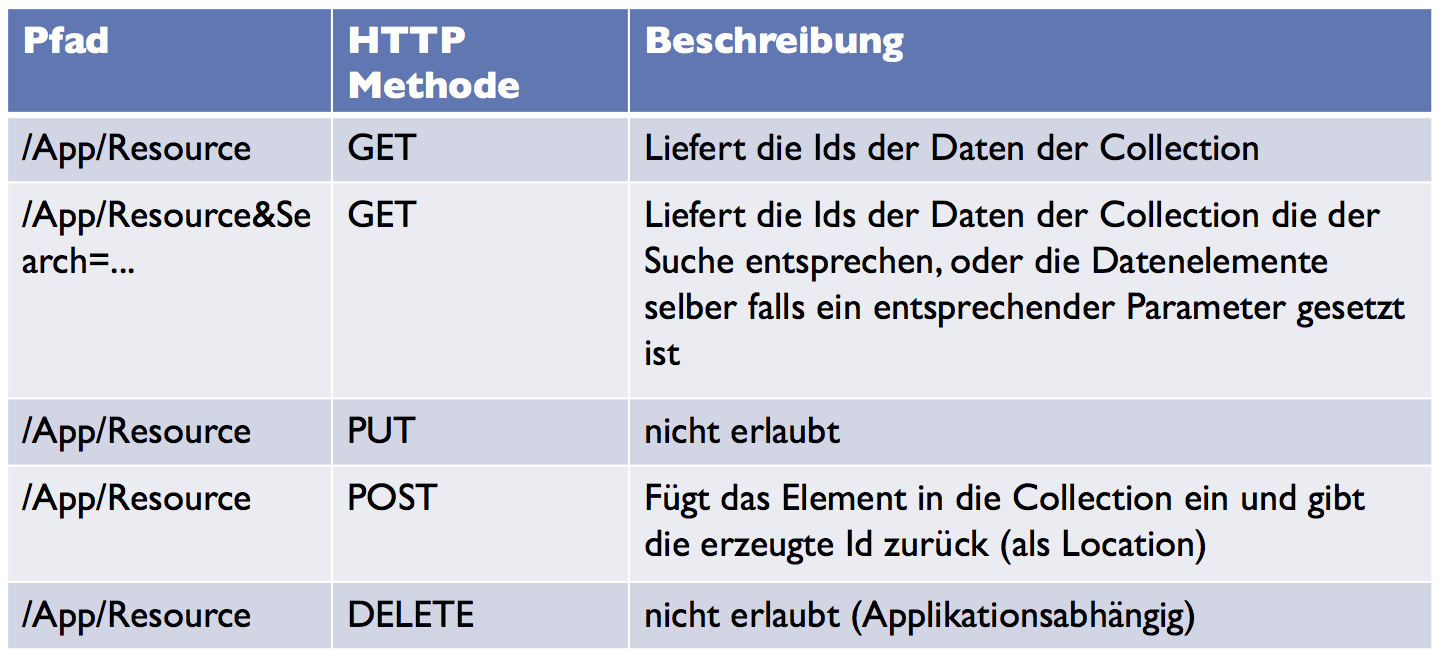 Pfad
HTTP
Methode
Beschreibung
/App/Resource
GET
Liefert die Ids der Daten der Collection
/App/Resource&Se
arch=...
GET
Liefert die Ids der Daten der Collection die der
Suche entsprechen, oder die Datenelemente
selber falls ein entsprechender Parameter gesetzt
ist
/App/Resource
PUT
nicht erlaubt
/App/Resource
POST
Fügt das Element in die Collection ein und gibt
die erzeugte Id zurück (als Location)
/App/Resource
DELETE
nicht erlaubt (Applikationsabhängig)